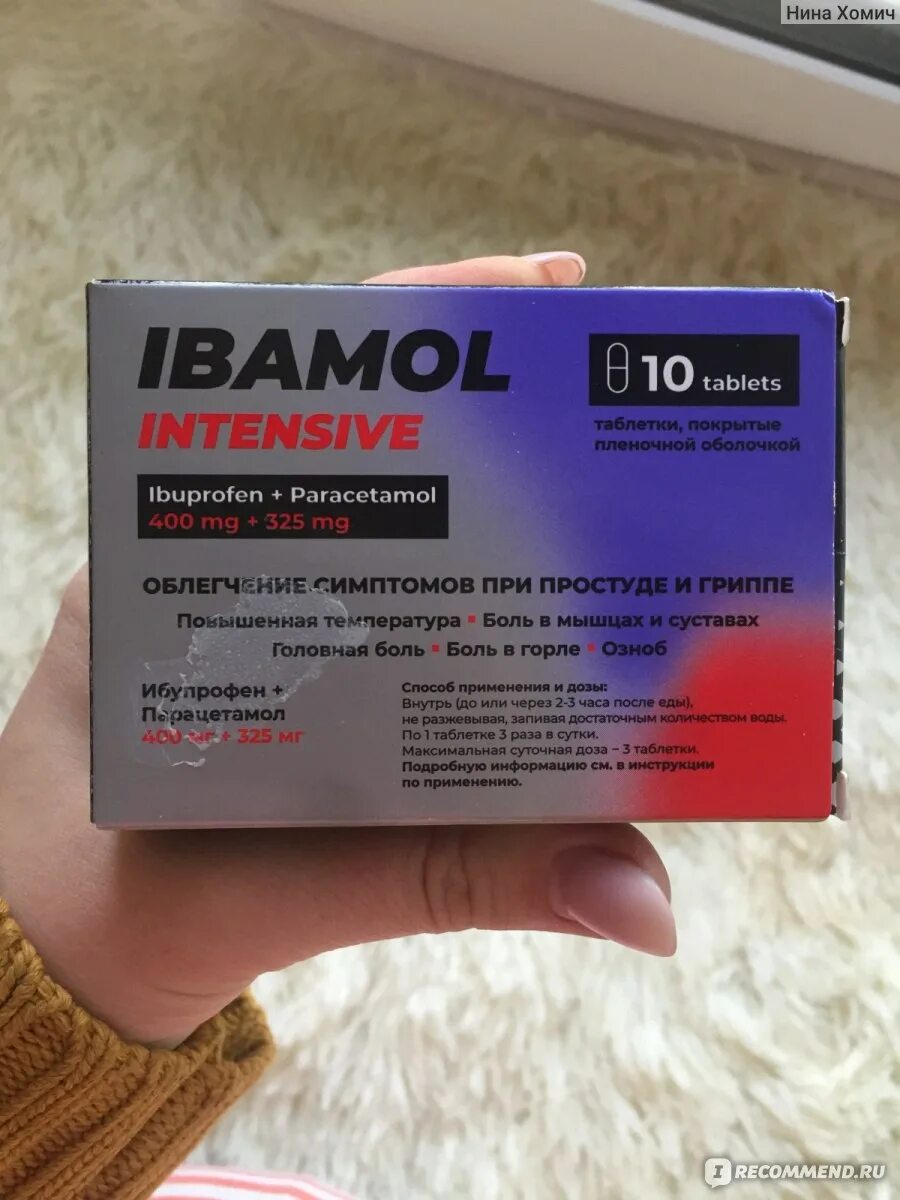 Нина Хомич
IBAMOL
INTENSIVE
10 tablets
таблетки, покрытые
пленочной оболочкой
Ibuprofen + Paracetamol
400 mg + 325 mg
ОБЛЕГЧЕНИЕ СИМПТОМОВ ПРИ ПРОСТУДЕ И ГРИППЕ
Повышенная температура ▪ Боль в мышцах и суставах
Головная боль ▪ Боль в горле ▪ Озноб
Ибупрофен +
Парацетамол
400 мг + 325 мг
Способ применения и дозы:
Внутрь (до или через 2-3 часа после еды),
не разжевывая, запивая достаточным количеством воды.
По 1 таблетке 3 раза в сутки.
Максимальная суточная доза – 3 таблетки.
Подробную информацию см. в инструкции
по применению.
IRECOMMEND.RU